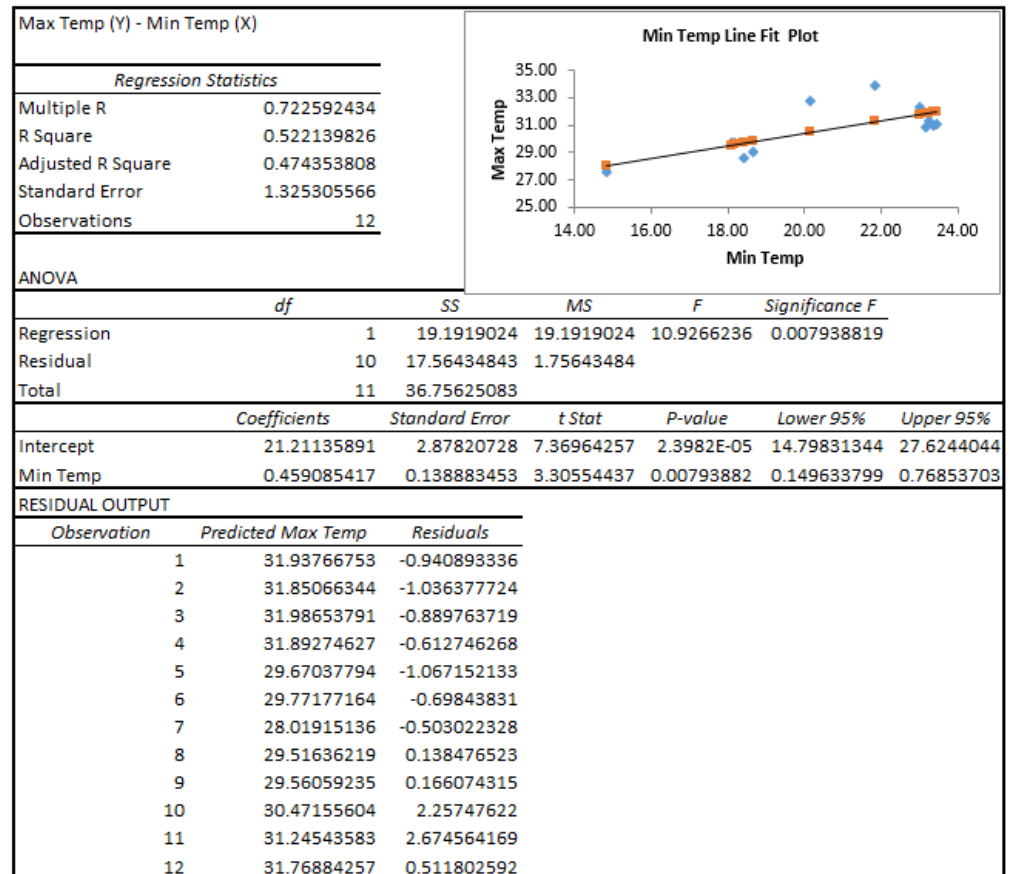 Max Temp (Y) - Min Temp (X)
Regression Statistics
Multiple R 0.722592434
R Square 0.522139826
Adjusted R Square 0.474353808
Standard Error 1.325305566
Observations 12
Min Temp Line Fit Plot
Max Temp
35.00
33.00
31.00
29.00
27.00
25.00
14.00 16.00 18.00 20.00 22.00 24.00
Min Temp
ANOVA
df SS MS F Significance F
Regression 1 19.1919024 19.1919024 10.9266236 0.007938819
Residual 10 17.56434843 1.75643484
Total 11 36.75625083
Coefficients Standard Error t Stat P-value Lower 95% Upper 95%
Intercept 21.21135891 2.87820728 7.36964257 2.3982E-05 14.79831344 27.6244044
Min Temp 0.459085417 0.138883453 3.30554437 0.00793882 0.149633799 0.76853703
RESIDUAL OUTPUT
Observation Predicted Max Temp Residuals
1 31.93766753 -0.940893336
2 31.85066344 -1.036377724
3 31.98653791 -0.889763719
4 31.89274627 -0.612746268
5 29.67037794 -1.067152133
6 29.77177164 -0.69843831
7 28.01915136 -0.503022328
8 29.51636219 0.138476523
9 29.56059235 0.166074315
10 30.47155604 2.25747622
11 31.24543583 2.674564169
12 31.76884257 0.511802592